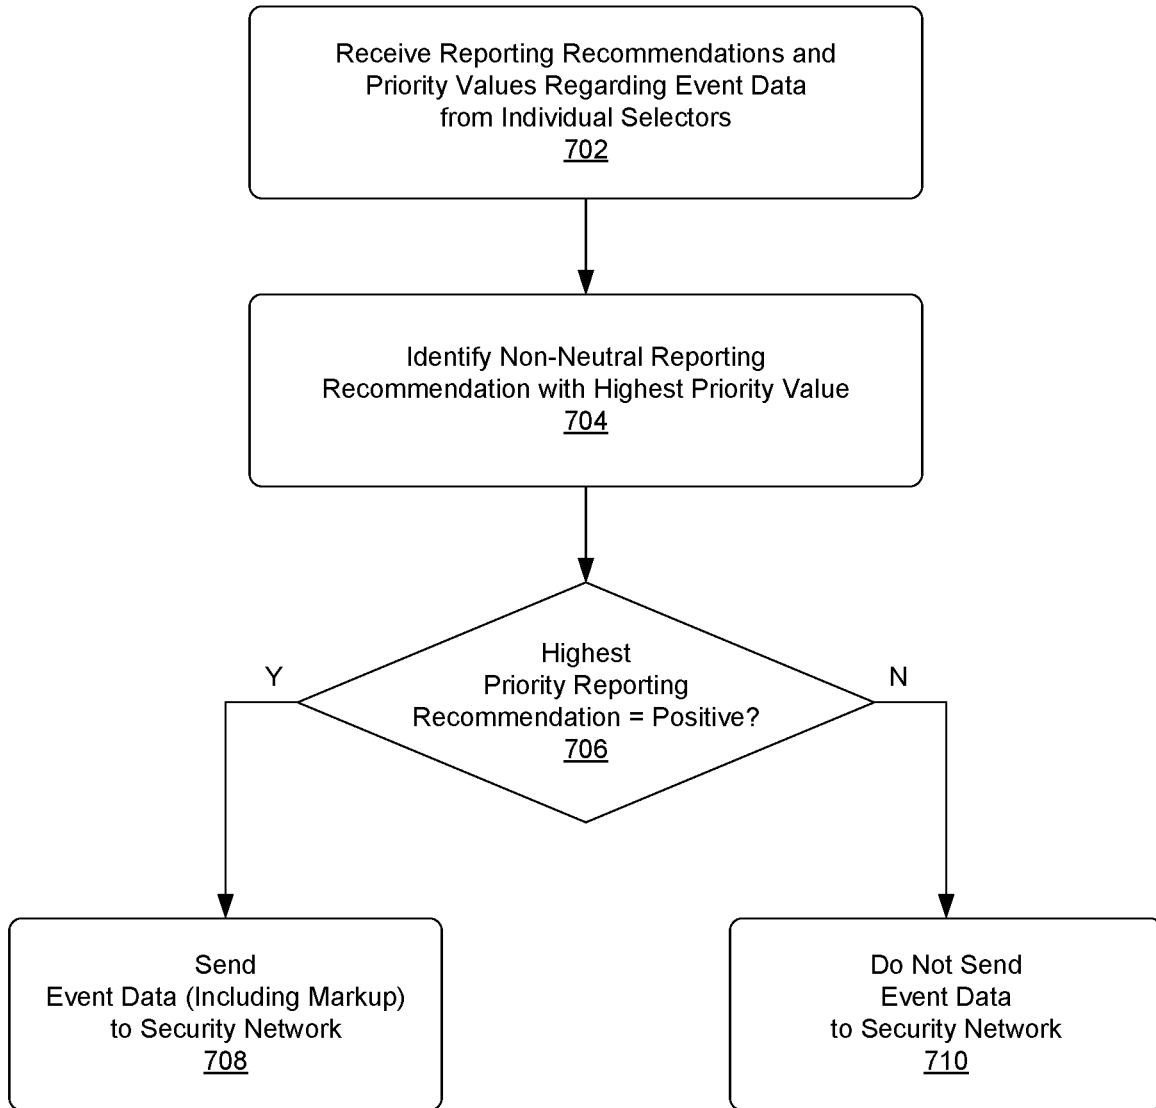 Receive Reporting Recommendations and
Priority Values Regarding Event Data
from Individual Selectors
702
Identify Non-Neutral Reporting
Recommendation with Highest Priority Value
704
Highest
Priority Reporting
Recommendation = Positive?
706
Y
N
Send
Event Data (Including Markup)
to Security Network
708
Do Not Send
Event Data
to Security Network
710